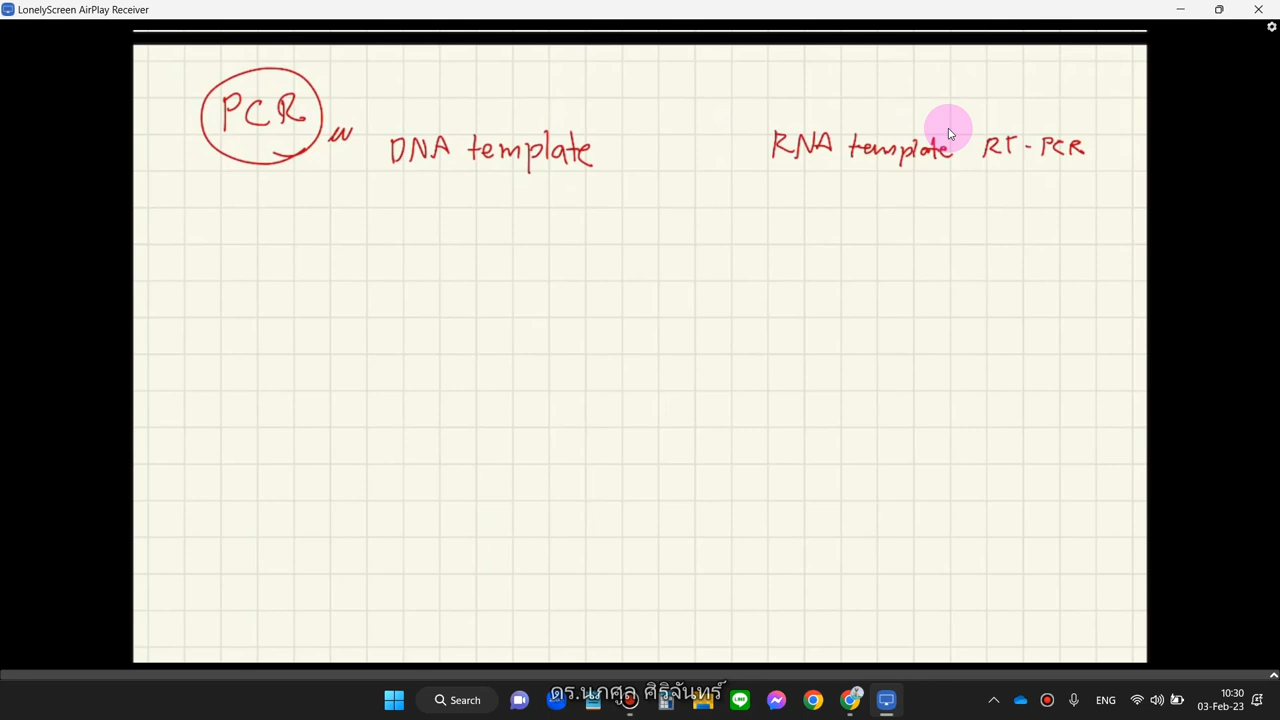 LonelyScreen AirPlay Receiver
PCR
DNA template
RNA template RT-PCR
ดร.นภศูล ศิริจันทร์
Search
ENG
10:30
03-Feb-23